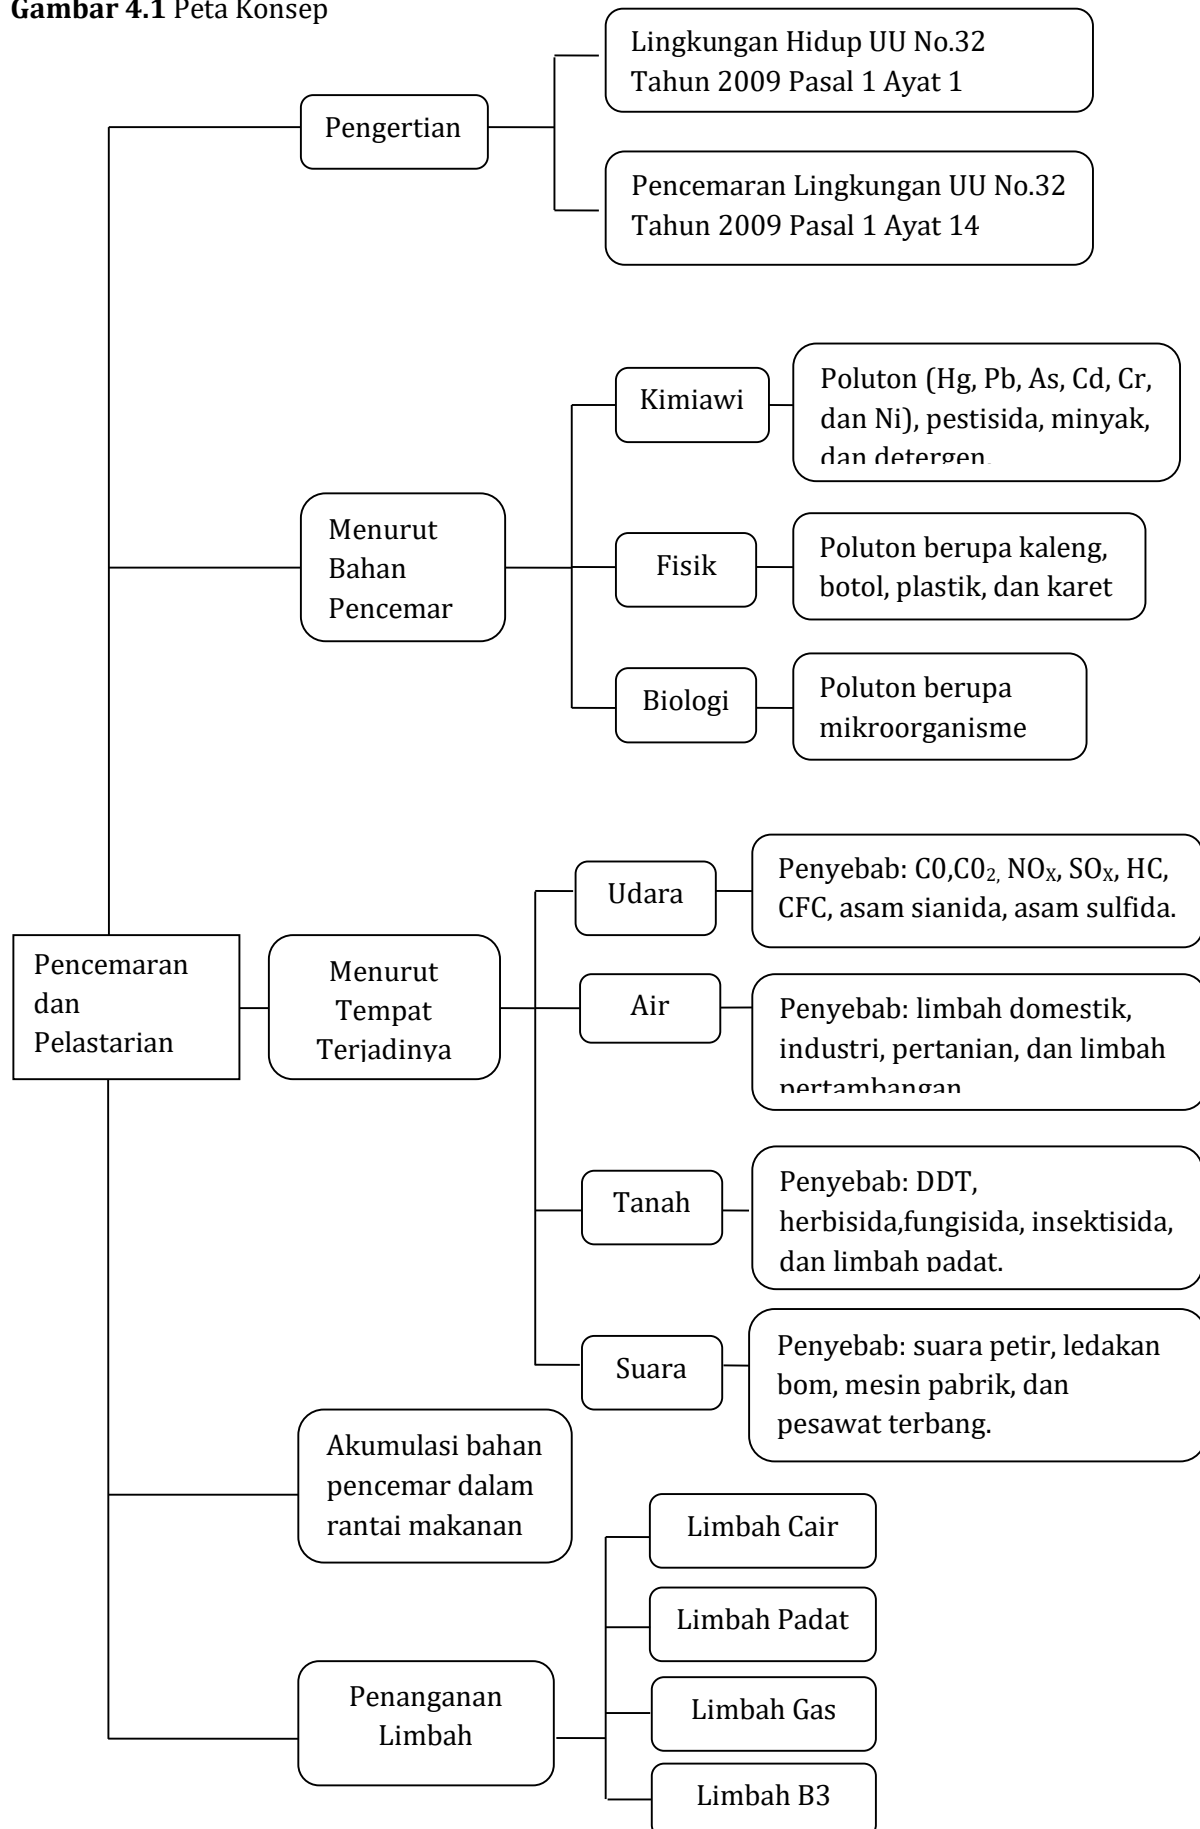 Gambar 4.1 Peta Konsep
Lingkungan Hidup UU No.32
Tahun 2009 Pasal 1 Ayat 1
Pengertian
Pencemaran Lingkungan UU No.32
Tahun 2009 Pasal 1 Ayat 14
Kimiawi
Poluton (Hg, Pb, As, Cd, Cr,
dan Ni), pestisida, minyak,
dan detergen.
Menurut
Bahan
Pencemar
Fisik
Poluton berupa kaleng,
botol, plastik, dan karet
Biologi
Poluton berupa
mikroorganisme
Udara
Penyebab: C0,C0₂, NOₓ, SOₓ, HC,
CFC, asam sianida, asam sulfida.
Pencemaran
dan
Pelastarian
Menurut
Tempat
Terjadinya
Air
Penyebab: limbah domestik,
industri, pertanian, dan limbah
pertambangan
Tanah
Penyebab: DDT,
herbisida,fungisida, insektisida,
dan limbah padat.
Suara
Penyebab: suara petir, ledakan
bom, mesin pabrik, dan
pesawat terbang.
Akumulasi bahan
pencemar dalam
rantai makanan
Limbah Cair
Limbah Padat
Penanganan
Limbah
Limbah Gas
Limbah B3